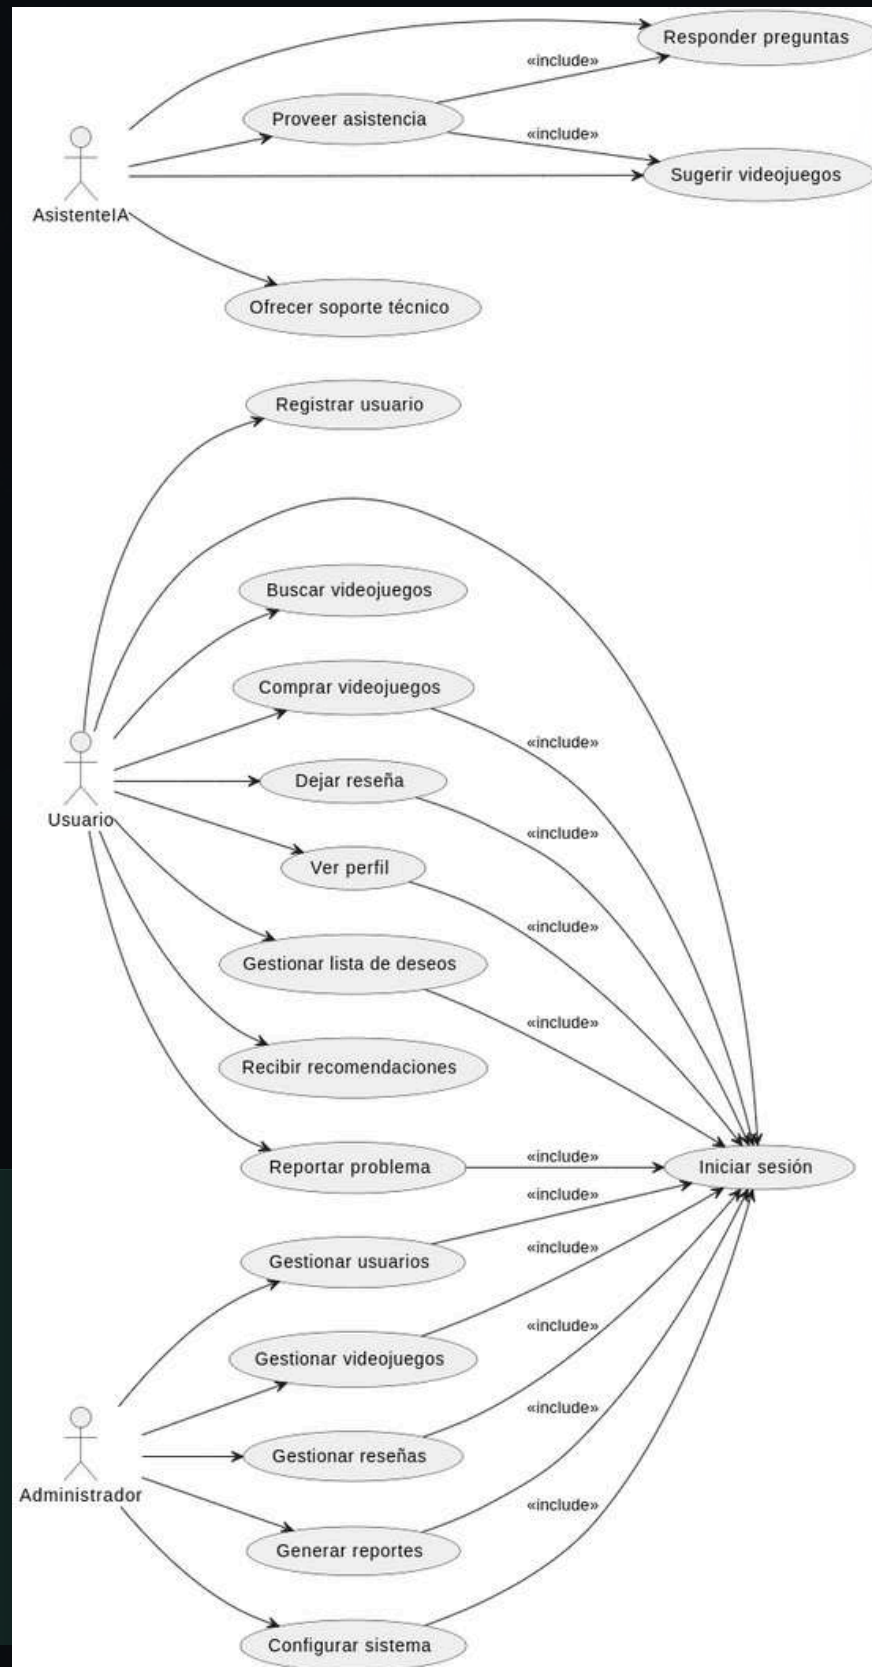 Responder preguntas
«include»
Proveer asistencia
«include»
Sugerir videojuegos
AsistenteIA
Ofrecer soporte técnico
Registrar usuario
Buscar videojuegos
Comprar videojuegos
«include»
Dejar reseña
Usuario
«include»
Ver perfil
«include»
Gestionar lista de deseos
«include»
Recibir recomendaciones
«include»
Reportar problema
Iniciar sesión
«include»
Gestionar usuarios
«include»
Gestionar videojuegos
«include»
«include»
Gestionar reseñas
Administrador
«include»
Generar reportes
Configurar sistema